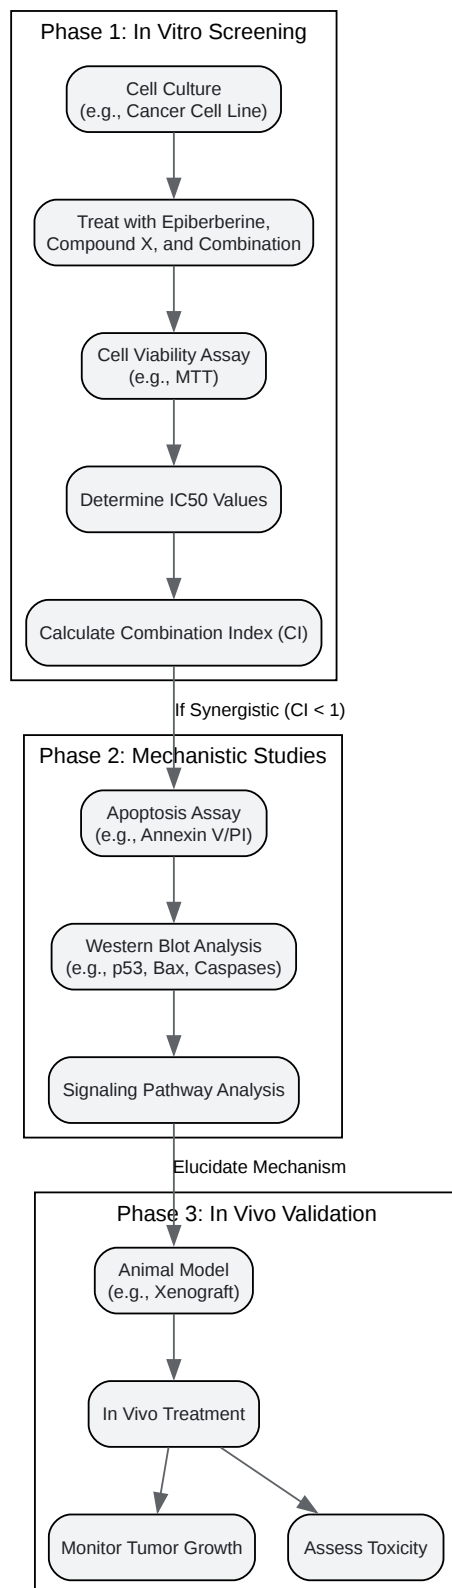 Phase 1: In Vitro Screening
Cell Culture
(e.g., Cancer Cell Line)
Treat with Epiberberine,
Compound X, and Combination
Cell Viability Assay
(e.g., MTT)
Determine IC50 Values
Calculate Combination Index (CI)
If Synergistic (CI < 1)
Phase 2: Mechanistic Studies
Apoptosis Assay
(e.g., Annexin V/PI)
Western Blot Analysis
(e.g., p53, Bax, Caspases)
Signaling Pathway Analysis
Elucidate Mechanism
Phase 3: In Vivo Validation
Animal Model
(e.g., Xenograft)
In Vivo Treatment
Monitor Tumor Growth
Assess Toxicity